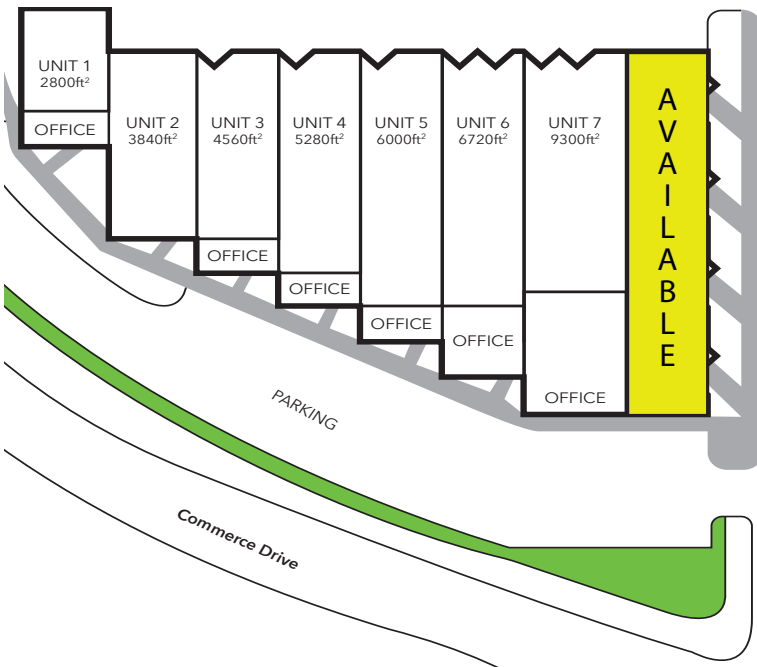 UNIT 1
2800ft²
OFFICE
UNIT 2
3840ft²
UNIT 3
4560ft²
OFFICE
UNIT 4
5280ft²
OFFICE
UNIT 5
6000ft²
OFFICE
UNIT 6
6720ft²
OFFICE
UNIT 7
9300ft²
OFFICE
AVAILABLE
PARKING
Commerce Drive